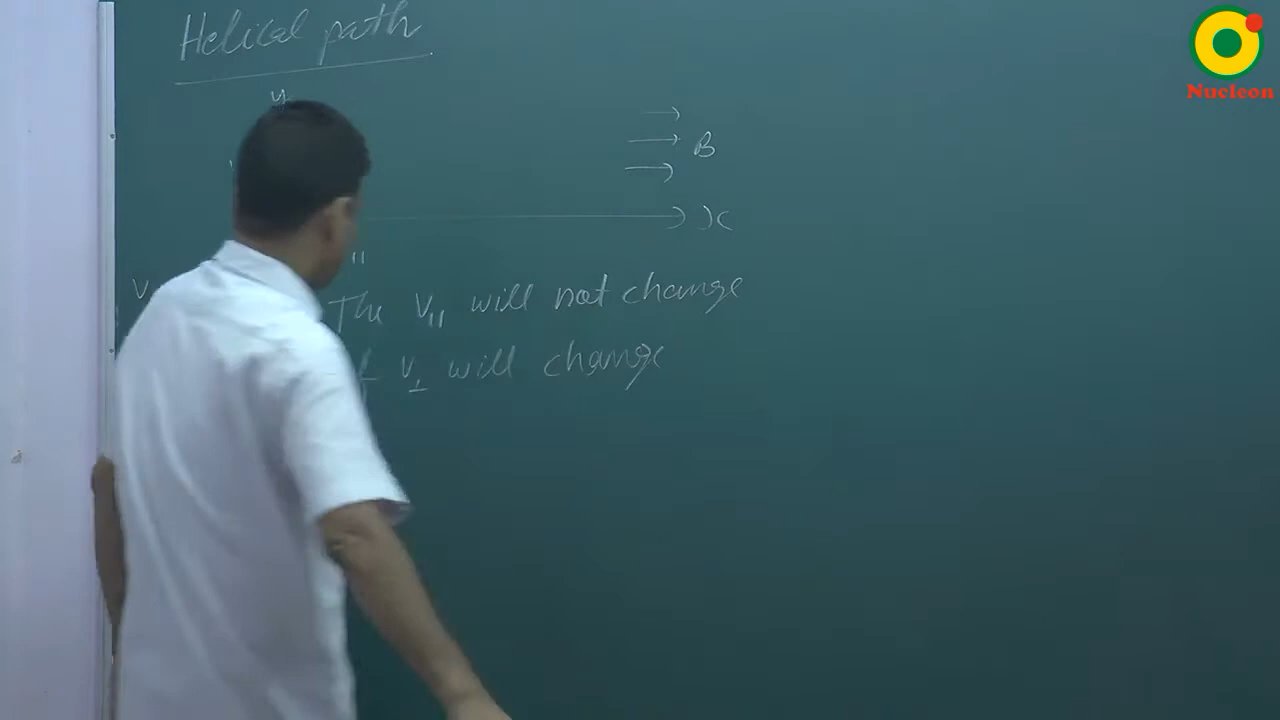 Helical path
y
B
Nucleon
x
V
||
The V|| will not change
V⊥ will change